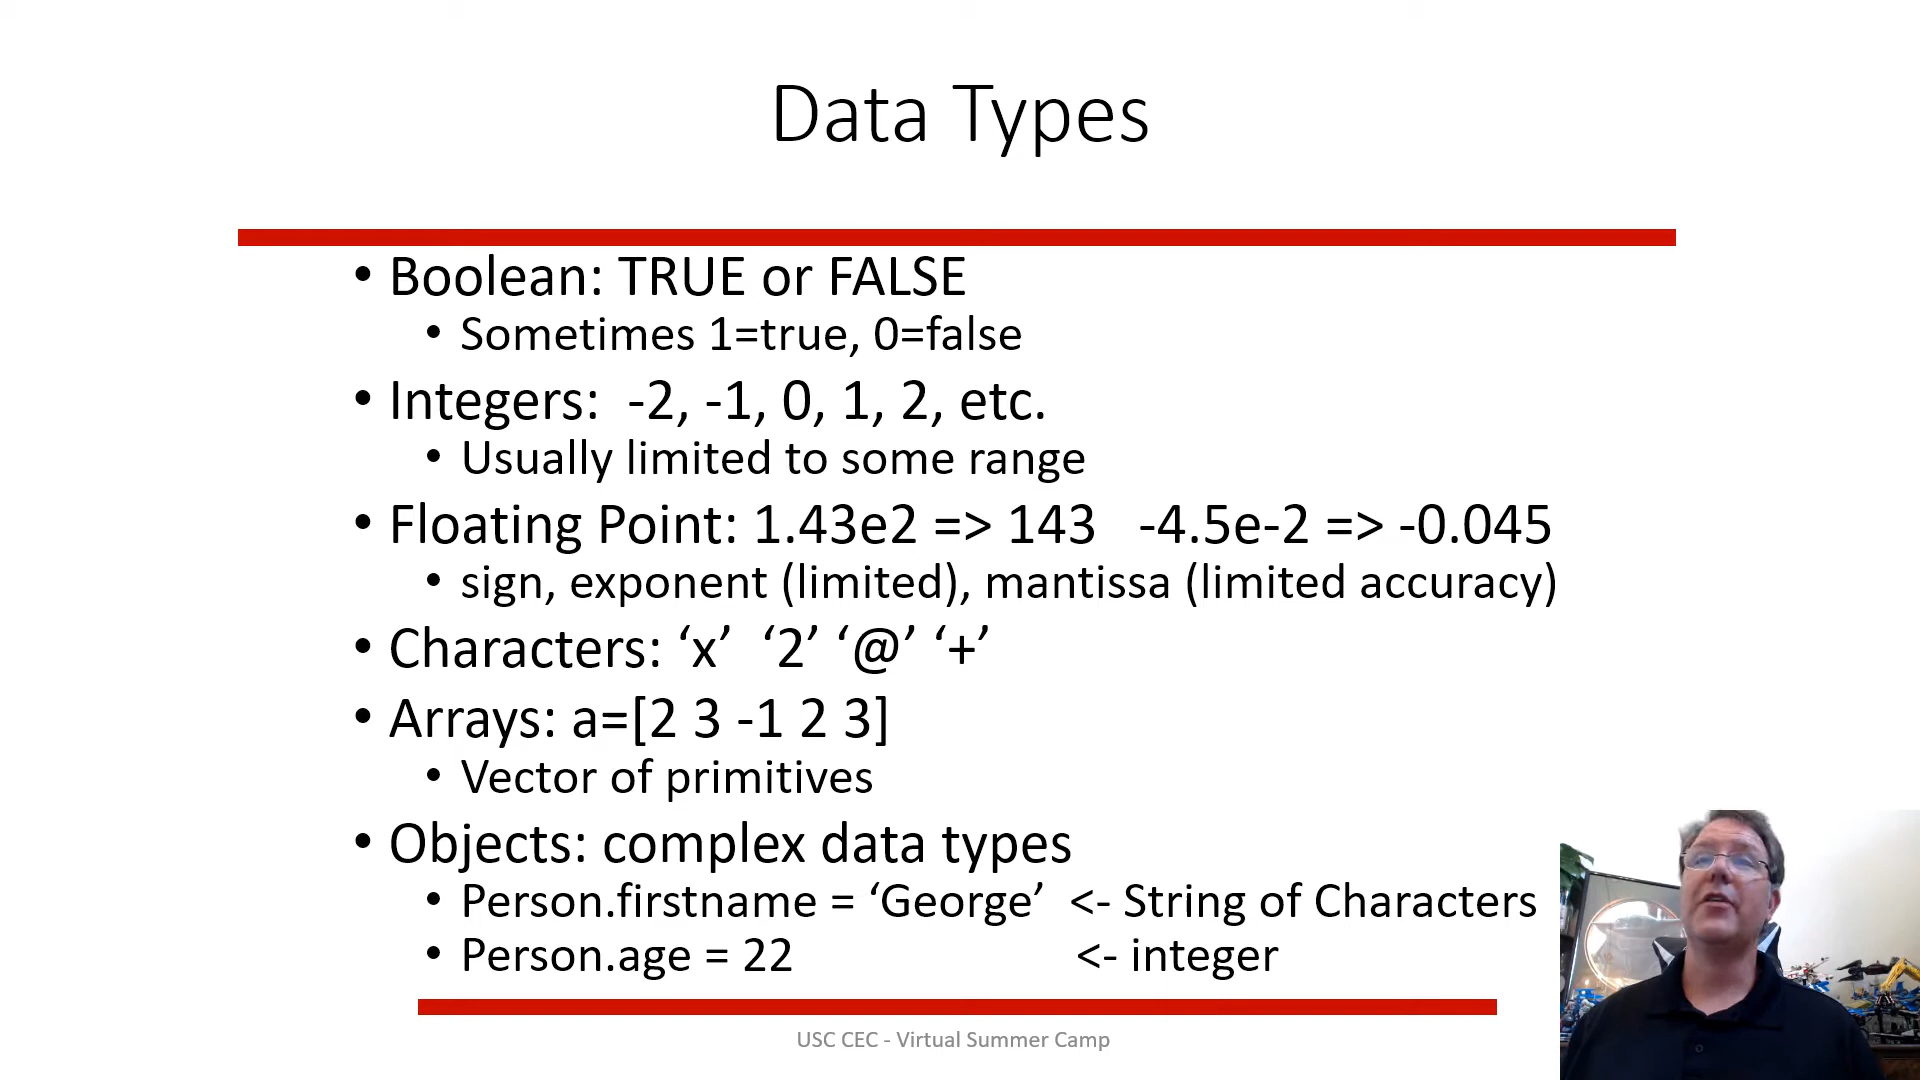 Data Types
• Boolean: TRUE or FALSE
• Sometimes 1=true, 0=false
• Integers:  -2, -1, 0, 1, 2, etc.
• Usually limited to some range
• Floating Point: 1.43e2 => 143   -4.5e-2 => -0.045
• sign, exponent (limited), mantissa (limited accuracy)
• Characters: ‘x’  ‘2’ ‘@’ ‘+’
• Arrays: a=[2 3 -1 2 3]
• Vector of primitives
• Objects: complex data types
• Person.firstname = ‘George’  <- String of Characters
• Person.age = 22 <- integer
USC CEC - Virtual Summer Camp